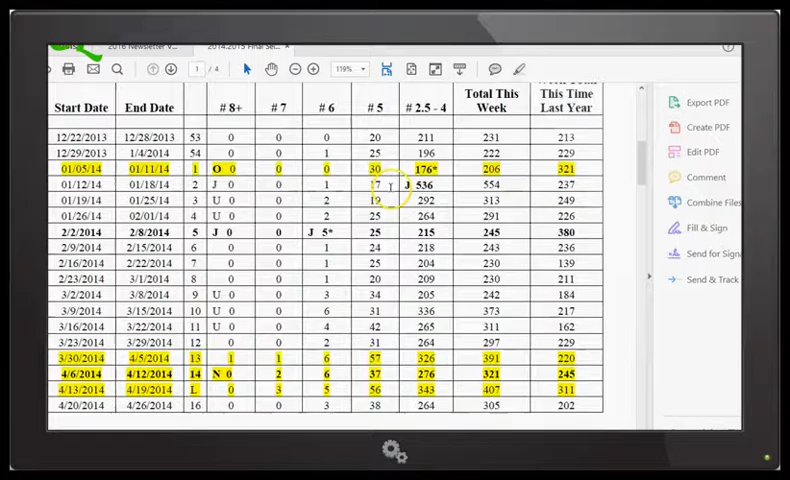 2016 Newsletter V... 2014.2015 Final Sei... ×
1 / 4 119%
Start Date End Date # 8+ # 7 # 6 # 5 # 2.5 - 4 Total This Week This Time Last Year
12/22/2013 12/28/2013 53 0 0 0 20 211 231 213
12/29/2013 1/4/2014 54 0 0 1 25 196 222 229
01/05/14 01/11/14 1 O 0 0 0 30 176* 206 321
01/12/14 01/18/14 2 J 0 0 1 17 J 536 554 237
01/19/14 01/25/14 3 U 0 0 2 19 292 313 249
01/26/14 02/01/14 4 U 0 0 2 25 264 291 226
2/2/2014 2/8/2014 5 J 0 0 J 5* 25 215 245 380
2/9/2014 2/15/2014 6 0 0 1 24 218 243 236
2/16/2014 2/22/2014 7 0 0 1 25 204 230 139
2/23/2014 3/1/2014 8 0 0 1 20 209 230 211
3/2/2014 3/8/2014 9 U 0 0 3 34 205 242 184
3/9/2014 3/15/2014 10 U 0 0 6 31 336 373 217
3/16/2014 3/22/2014 11 U 0 0 4 42 265 311 162
3/23/2014 3/29/2014 12 0 0 2 31 264 297 229
3/30/2014 4/5/2014 13 1 1 6 57 326 391 220
4/6/2014 4/12/2014 14 N 0 2 6 37 276 321 245
4/13/2014 4/19/2014 L 0 3 5 56 343 407 311
4/20/2014 4/26/2014 16 0 0 3 38 264 305 202
Export PDF
Create PDF
Edit PDF
Comment
Combine Files
Fill & Sign
Send for Signa
Send & Track